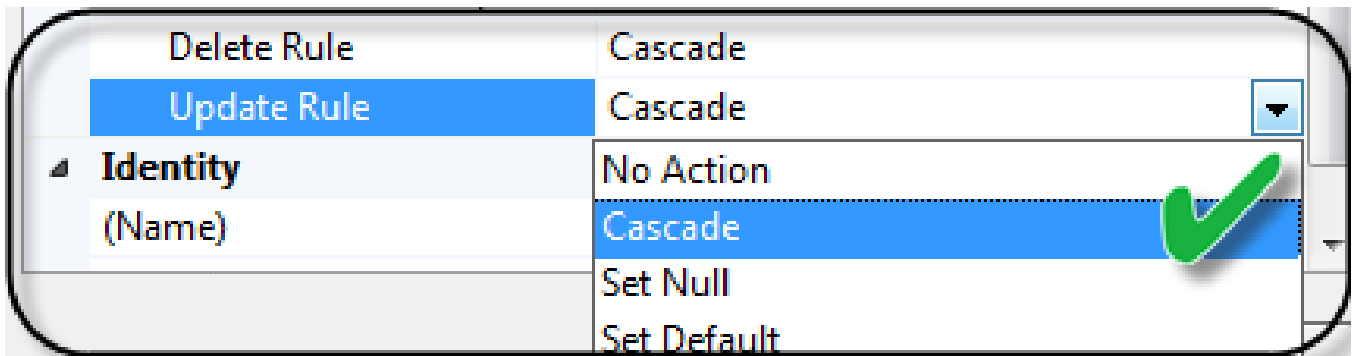 Delete Rule Cascade
Update Rule Cascade
Identity No Action
(Name) Cascade
Set Null
Set Default